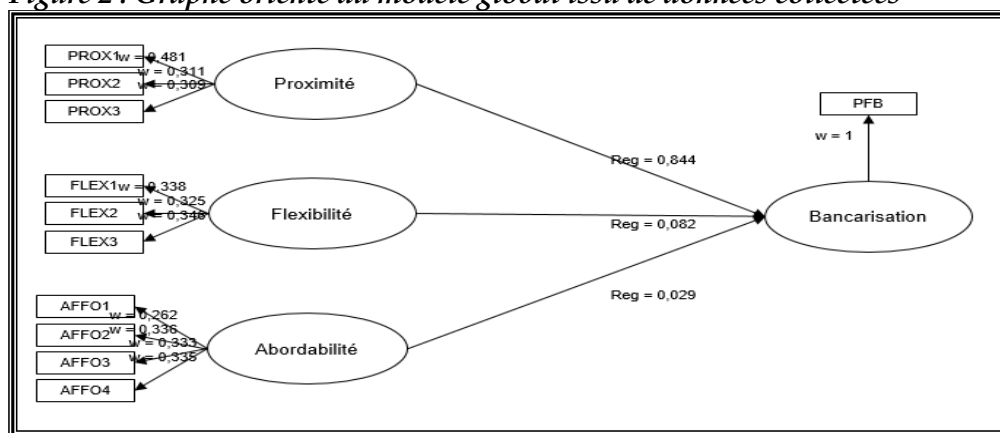 Figure 2 : Graphe orienté du modèle global issu de données collectées
PROX1
w = 0,481
w = 0,311
PROX2
w = 0,309
PROX3
Proximité
PFB
w = 1
Reg = 0,844
FLEX1
w = 0,338
w = 0,325
FLEX2
w = 0,346
FLEX3
Flexibilité
Bancarisation
Reg = 0,082
Reg = 0,029
AFFO1
w = 0,262
w = 0,336
AFFO2
w = 0,333
w = 0,335
AFFO3
AFFO4
Abordabilité